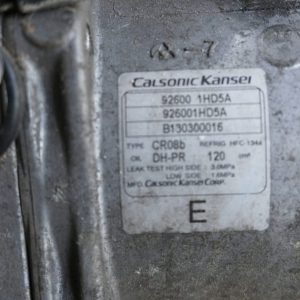 Calsonic Kansei
92600 1HD5A
926001HD5A
B130300016
TYPE CR08b REFRIG HFC-134a
OIL DH-PR 120 cm³
LEAK TEST HIGH SIDE : 3.0MPa
LOW SIDE : 1.6MPa
MFG. Calsonic Kansei CORP.
E